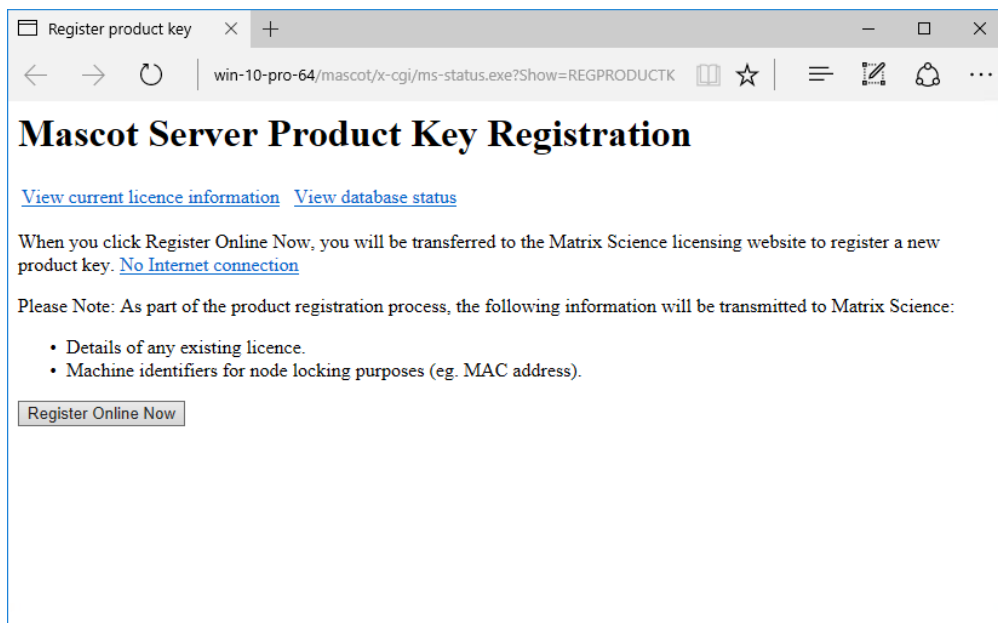 Register product key
win-10-pro-64/mascot/x-cgi/ms-status.exe?Show=REGPRODUCTK
Mascot Server Product Key Registration
View current licence information View database status
When you click Register Online Now, you will be transferred to the Matrix Science licensing website to register a new
product key. No Internet connection
Please Note: As part of the product registration process, the following information will be transmitted to Matrix Science:
• Details of any existing licence.
• Machine identifiers for node locking purposes (eg. MAC address).
Register Online Now